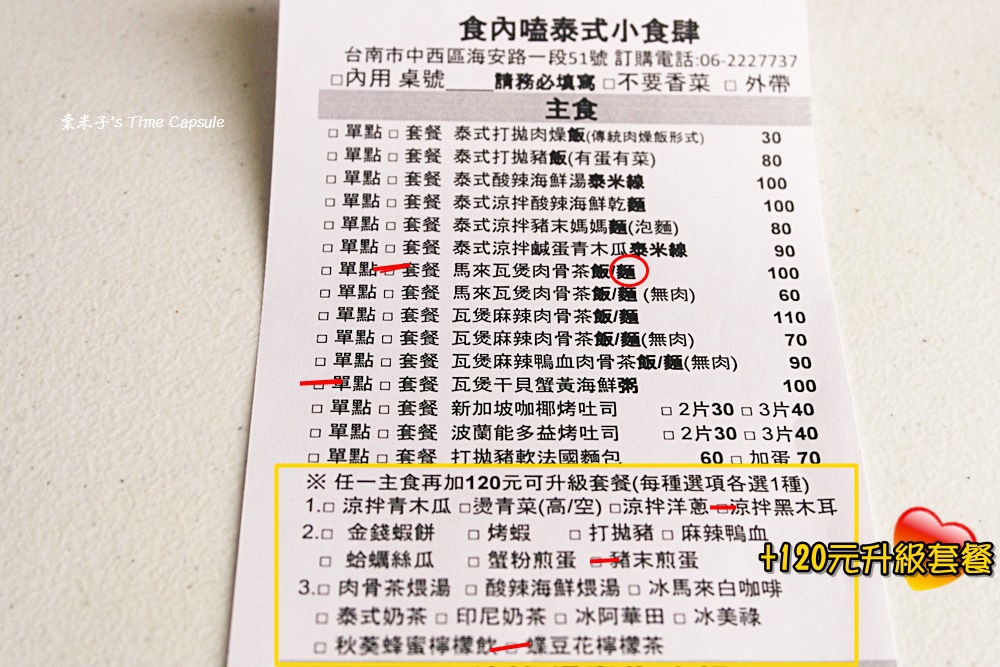 食內嗑泰式小食肆
台南市中西區海安路一段51號 訂購電話:06-2227737
□內用 桌號____請務必填寫 □不要香菜 □ 外帶
主食
彙米子's Time Capsule
□ 單點 □ 套餐 泰式打拋肉燥飯(傳統肉燥飯形式) 30
□ 單點 □ 套餐 泰式打拋豬飯(有蛋有菜) 80
□ 單點 □ 套餐 泰式酸辣海鮮湯泰米線 100
□ 單點 □ 套餐 泰式涼拌酸辣海鮮乾麵 100
□ 單點 □ 套餐 泰式涼拌豬末媽媽麵(泡麵) 80
□ 單點 □ 套餐 泰式涼拌鹹蛋青木瓜泰米線 90
□ 單點 □ 套餐 馬來瓦煲肉骨茶飯/麵 100
□ 單點 □ 套餐 馬來瓦煲肉骨茶飯/麵 (無肉) 60
□ 單點 □ 套餐 瓦煲麻辣肉骨茶飯/麵 110
□ 單點 □ 套餐 瓦煲麻辣肉骨茶飯/麵(無肉) 70
□ 單點 □ 套餐 瓦煲麻辣鴨血肉骨茶飯/麵(無肉) 90
□ 單點 □ 套餐 瓦煲干貝蟹黃海鮮粥 100
□ 單點 □ 套餐 新加坡咖椰烤吐司 □ 2片30 □ 3片40
□ 單點 □ 套餐 波蘭能多益烤吐司 □ 2片30 □ 3片40
□ 單點 □ 套餐 打拋豬軟法國麵包 60 □ 加蛋 70
※ 任一主食再加120元可升級套餐(每種選項各選1種)
1.□ 涼拌青木瓜 □燙青菜(高/空) □涼拌洋蔥 □涼拌黑木耳
2.□ 金錢蝦餅 □ 烤蝦 □ 打拋豬 □ 麻辣鴨血
□ 蛤蠣絲瓜 □ 蟹粉煎蛋 □ 豬末煎蛋
+120元升級套餐
3.□ 肉骨茶煨湯 □ 酸辣海鮮煨湯 □ 冰馬來白咖啡
□ 泰式奶茶 □ 印尼奶茶 □ 冰阿華田 □ 冰美祿
□ 秋葵蜂蜜檸檬飲 □ 蝶豆花檸檬茶